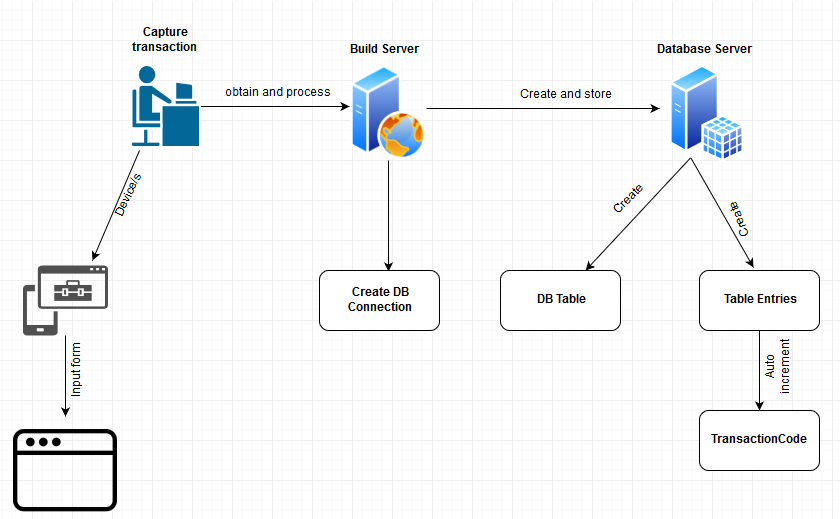 Capture
transaction
Build Server
Database Server
obtain and process
Create and store
Device/s
Create
Create
Create DB
Connection
DB Table
Table Entries
Input form
Auto
increment
TransactionCode